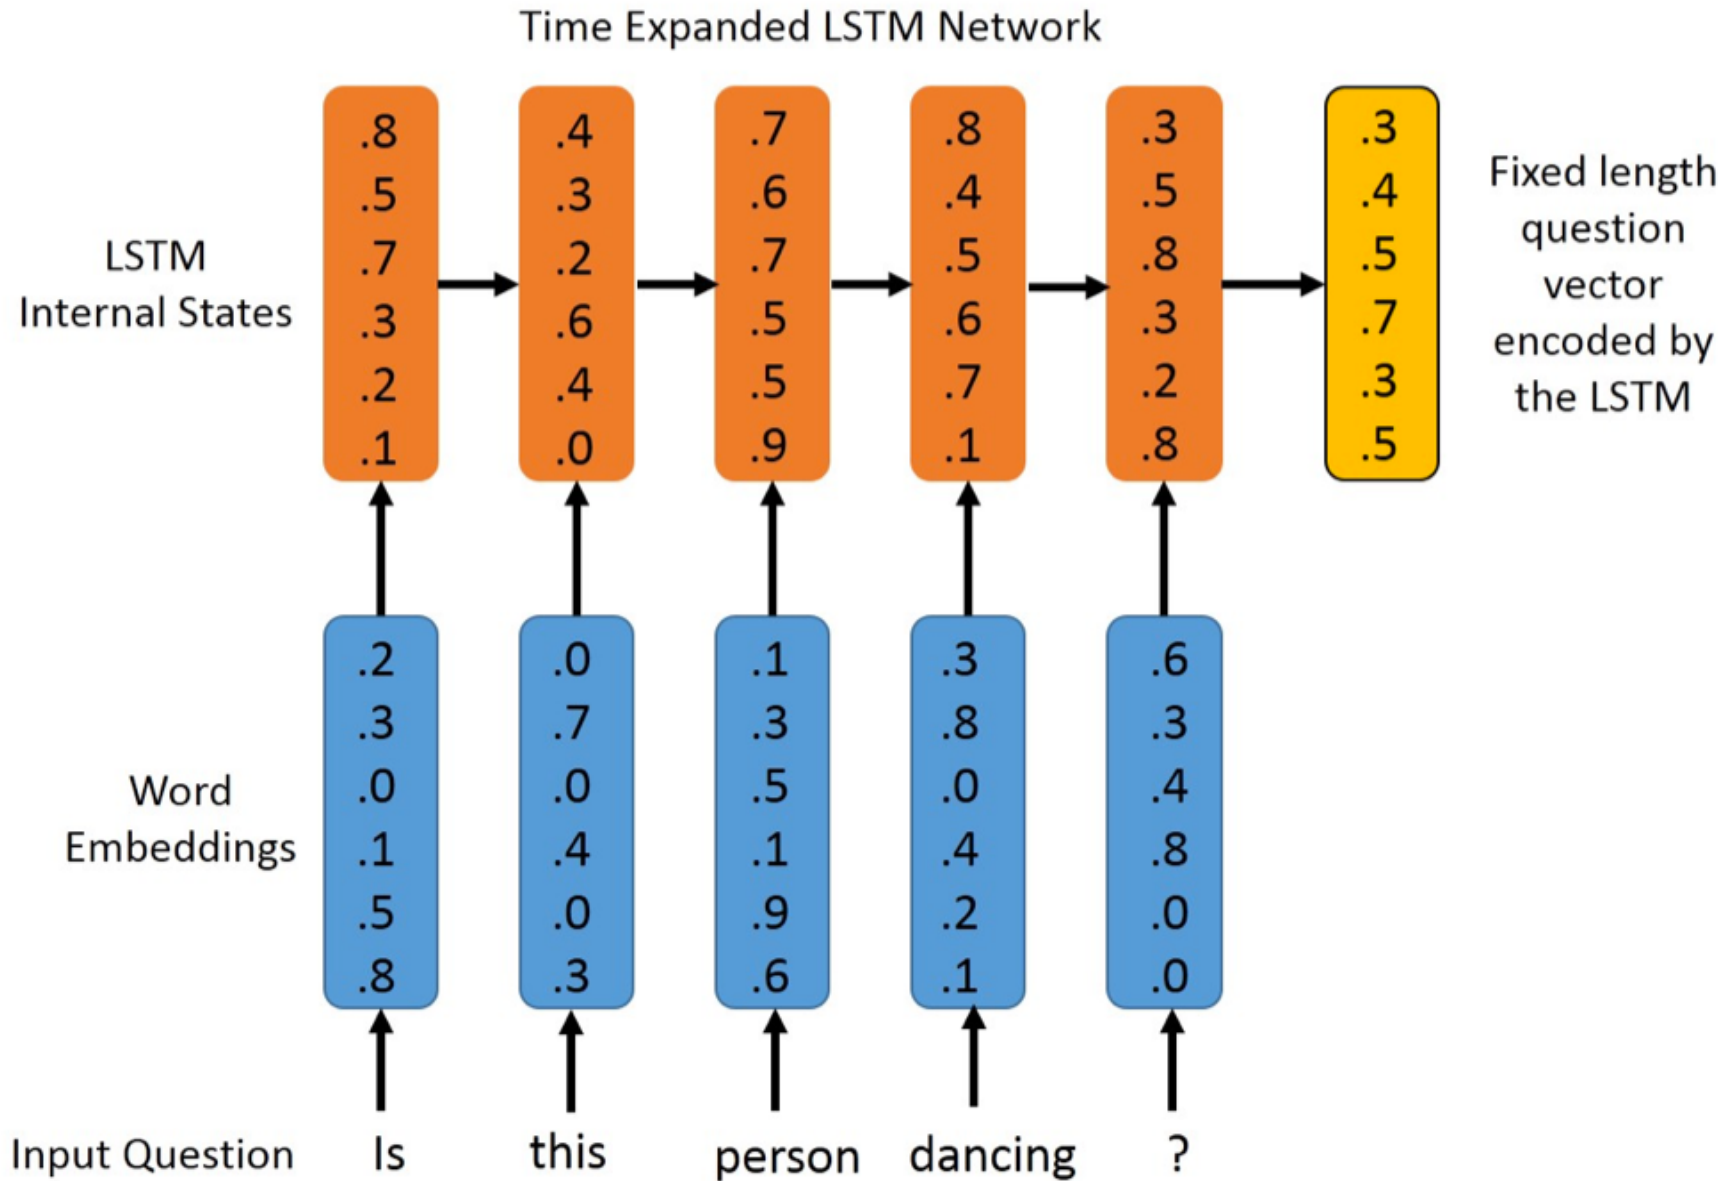 Time Expanded LSTM Network
.8 .4 .7 .8 .3 .3
.5 .3 .6 .4 .5 .4
.7 .2 .7 .5 .8 .5
.3 .6 .5 .6 .3 .7
.2 .4 .5 .7 .2 .3
.1 .0 .9 .1 .8 .5
LSTM
Internal States
Fixed length
question
vector
encoded by
the LSTM
.2 .0 .1 .3 .6
.3 .7 .3 .8 .3
.0 .0 .5 .0 .4
.1 .4 .1 .4 .8
.5 .0 .9 .2 .0
.8 .3 .6 .1 .0
Word
Embeddings
Input Question Is this person dancing ?